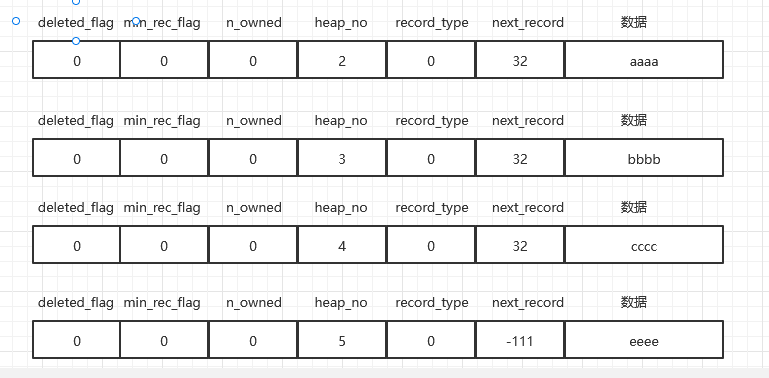 deleted_flag min_rec_flag n_owned heap_no record_type next_record 数据
0 0 0 2 0 32 aaaa
deleted_flag min_rec_flag n_owned heap_no record_type next_record 数据
0 0 0 3 0 32 bbbb
deleted_flag min_rec_flag n_owned heap_no record_type next_record 数据
0 0 0 4 0 32 cccc
deleted_flag min_rec_flag n_owned heap_no record_type next_record 数据
0 0 0 5 0 -111 eeee